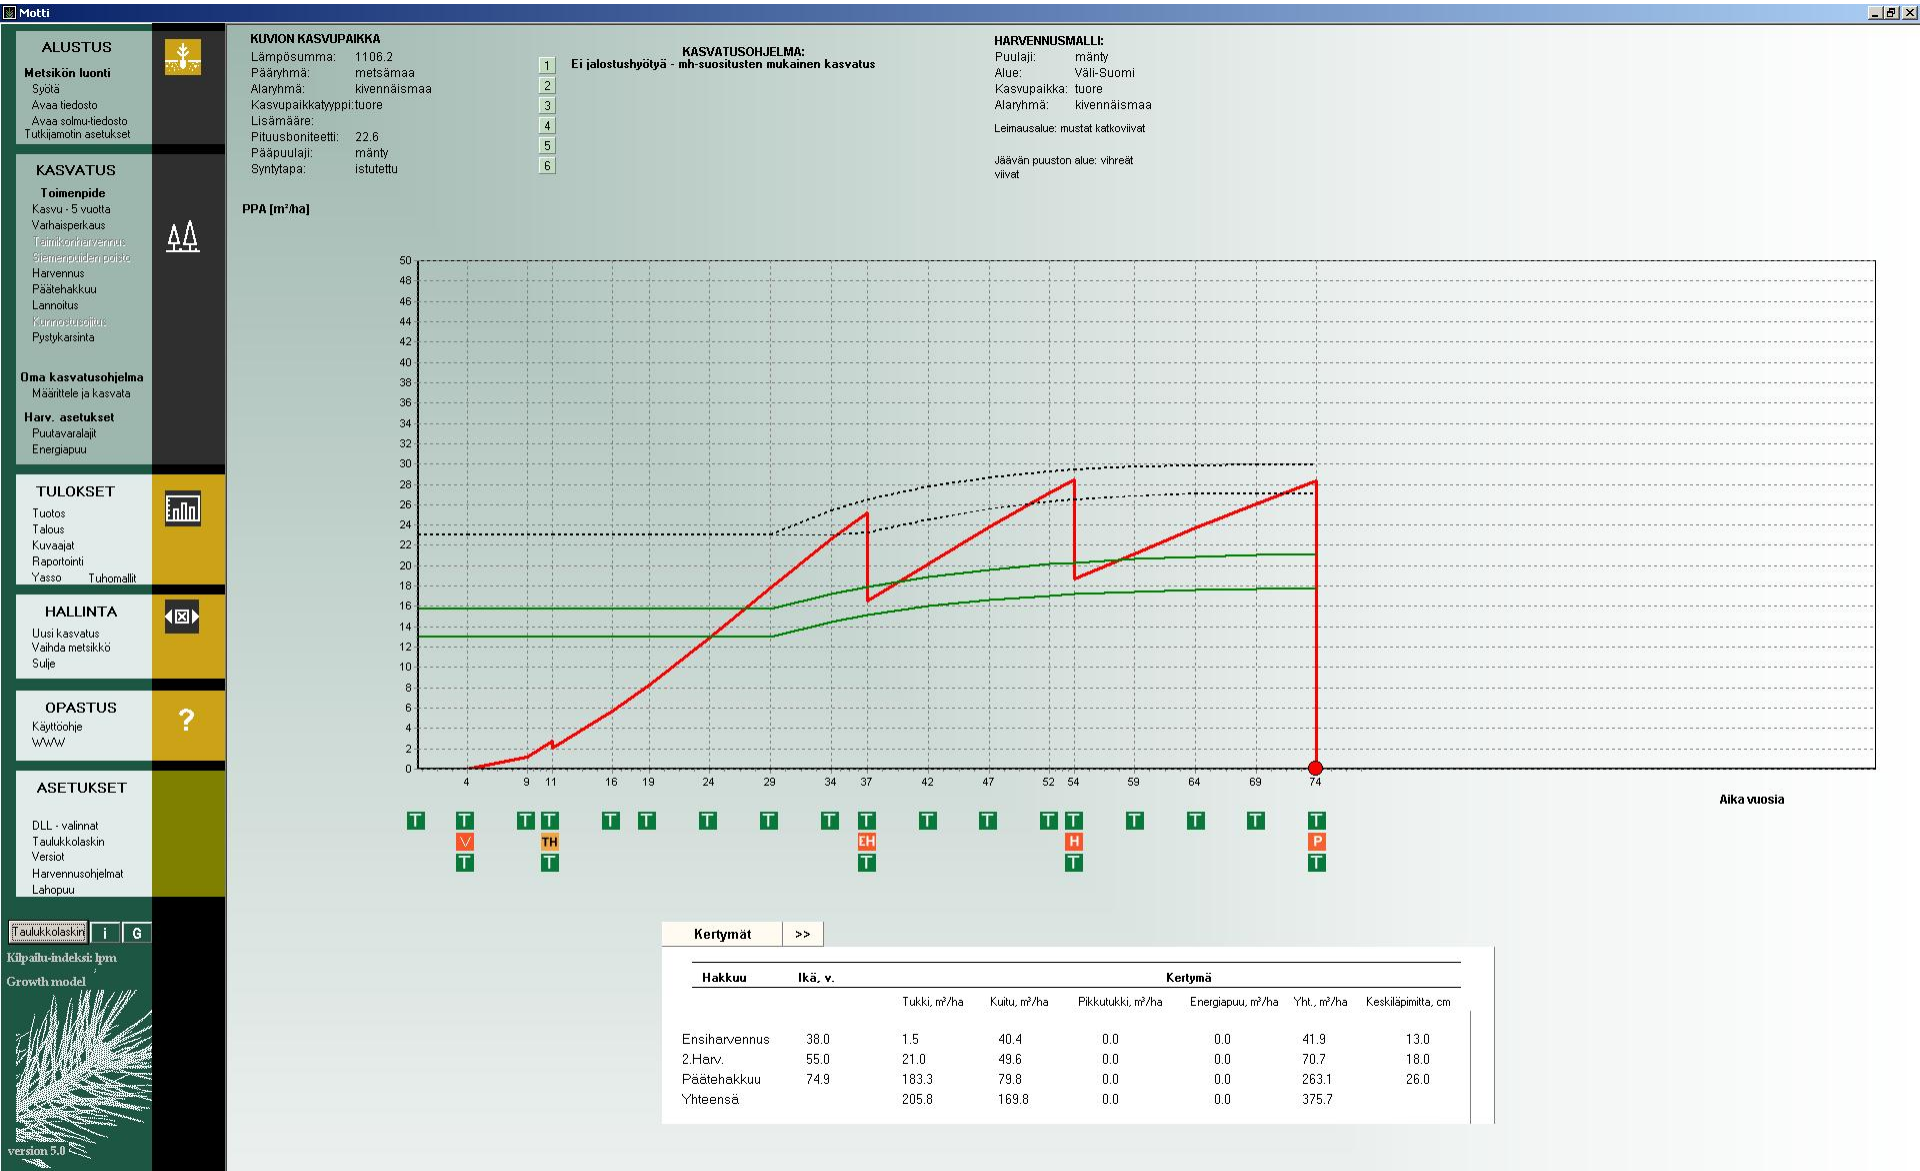 Motti
ALUSTUS
Metsikön luonti
Syötä
Avaa tiedosto
Avaa solmu-tiedosto
Tutkijamotin asetukset
KASVATUS
Toimenpide
Kasvu - 5 vuotta
Varhaisperkaus
Taimikonharvennus
Siemenpuiden poisto
Harvennus
Päätehakkuu
Lannoitus
Kunnostusojitus
Pystykarsinta
Oma kasvatusohjelma
Määrittele ja kasvata
Harv. asetukset
Puutavaralajit
Energiapuu
TULOKSET
Tuotos
Talous
Kuvaajat
Raportointi
Yasso Tuhomallit
HALLINTA
Uusi kasvatus
Vaihda metsikkö
Sulje
OPASTUS
Käyttöohje
WWW
?
ASETUKSET
DLL - valinnat
Taulukkolaskin
Versiot
Harvennusohjelmat
Lahopuu
Taulukkolaskin i G
Kilpailu-indeksi: lpm
Growth model
version 5.0
KUVION KASVUPAIKKA
Lämpösumma: 1106.2
Pääryhmä: metsämaa
Alaryhmä: kivennäismaa
Kasvupaikkatyyppi: tuore
Lisämääre:
Pituusboniteetti: 22.6
Pääpuulaji: mänty
Syntytapa: istutettu
1
2
3
4
5
6
KASVATUSOHJELMA:
Ei jalostushyötyä - mh-suositusten mukainen kasvatus
HARVENNUSMALLI:
Puulaji: mänty
Alue: Väli-Suomi
Kasvupaikka: tuore
Alaryhmä: kivennäismaa
Leimausalue: mustat katkoviivat
Jäävän puuston alue: vihreät
viivat
PPA [m²/ha]
50
48
46
44
42
40
38
36
34
32
30
28
26
24
22
20
18
16
14
12
10
8
6
4
2
0
4 9 11 16 19 24 29 34 37 42 47 52 54 59 64 69 74
Aika vuosia
T T T T T T T T T T T T T T T T T T
V TH EH H P
T T T T T
Kertymät >>
Hakkuu Ikä, v. Kertymä
Tukki, m³/ha Kuitu, m³/ha Pikkutukki, m³/ha Energiapuu, m³/ha Yht., m³/ha Keskiläpimitta, cm
Ensiharvennus 38.0 1.5 40.4 0.0 0.0 41.9 13.0
2.Harv. 55.0 21.0 49.6 0.0 0.0 70.7 18.0
Päätehakkuu 74.9 183.3 79.8 0.0 0.0 263.1 26.0
Yhteensä 205.8 169.8 0.0 0.0 375.7